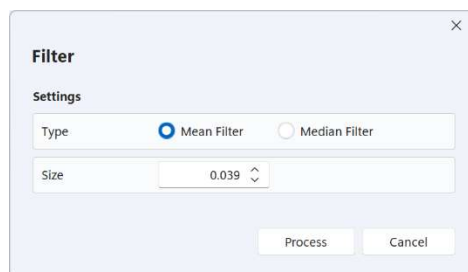 Filter
Settings
Type Mean Filter Median Filter
Size 0.039
Process Cancel